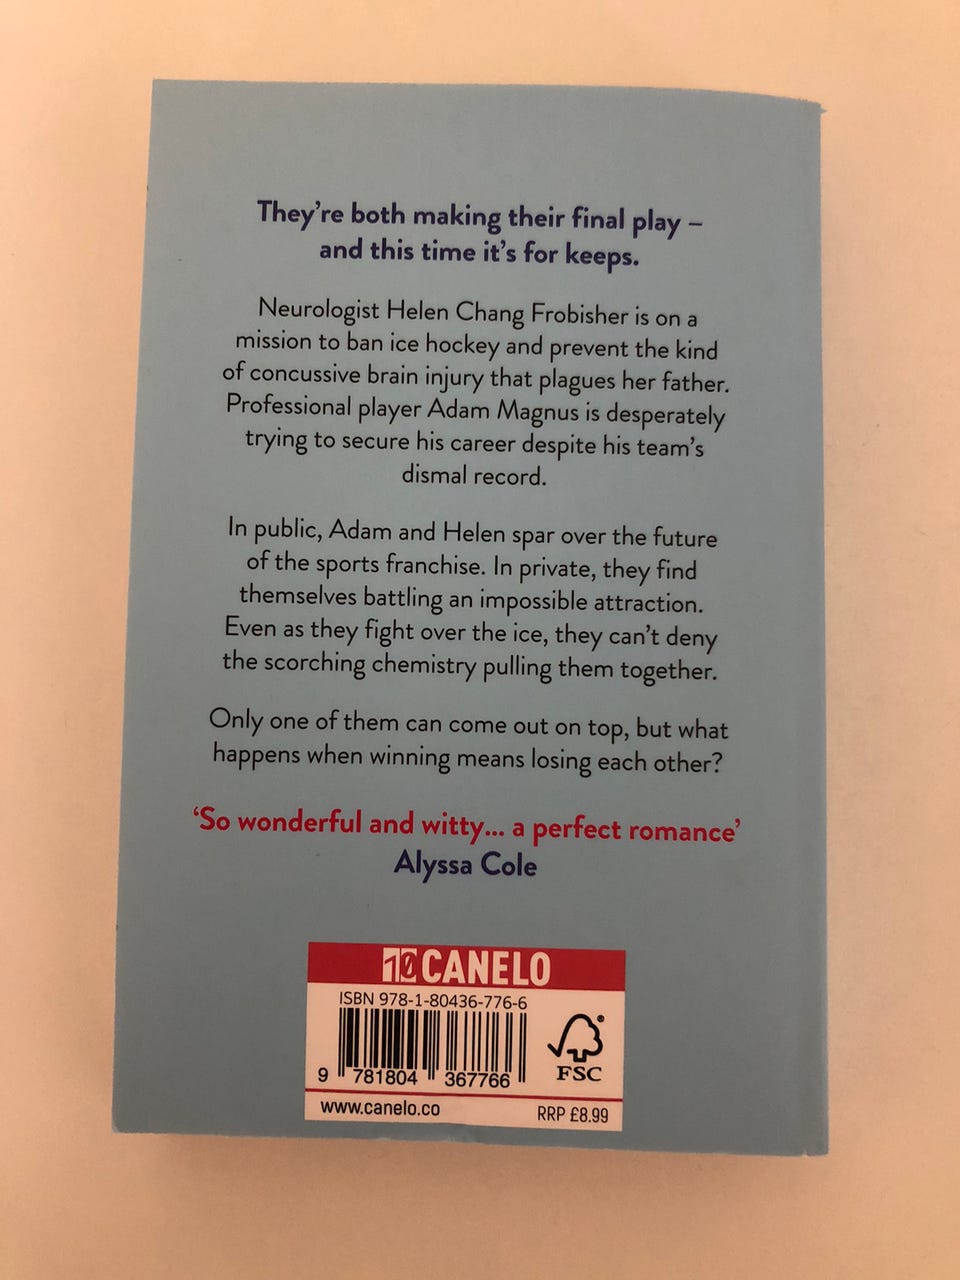 They're both making their final play –
and this time it's for keeps.
Neurologist Helen Chang Frobisher is on a
mission to ban ice hockey and prevent the kind
of concussive brain injury that plagues her father.
Professional player Adam Magnus is desperately
trying to secure his career despite his team's
dismal record.
In public, Adam and Helen spar over the future
of the sports franchise. In private, they find
themselves battling an impossible attraction.
Even as they fight over the ice, they can't deny
the scorching chemistry pulling them together.
Only one of them can come out on top, but what
happens when winning means losing each other?
'So wonderful and witty... a perfect romance'
Alyssa Cole
10 CANELO
ISBN 978-1-80436-776-6
9 781804 367766
FSC
www.canelo.co
RRP £8.99